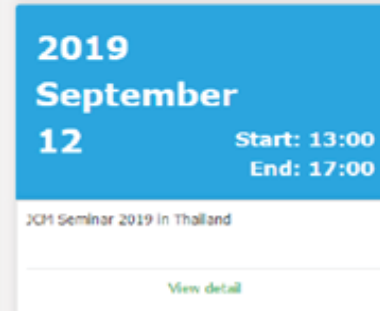 2019
September
12
Start: 13:00
End: 17:00
JCM Seminar 2019 in Thailand
View detail